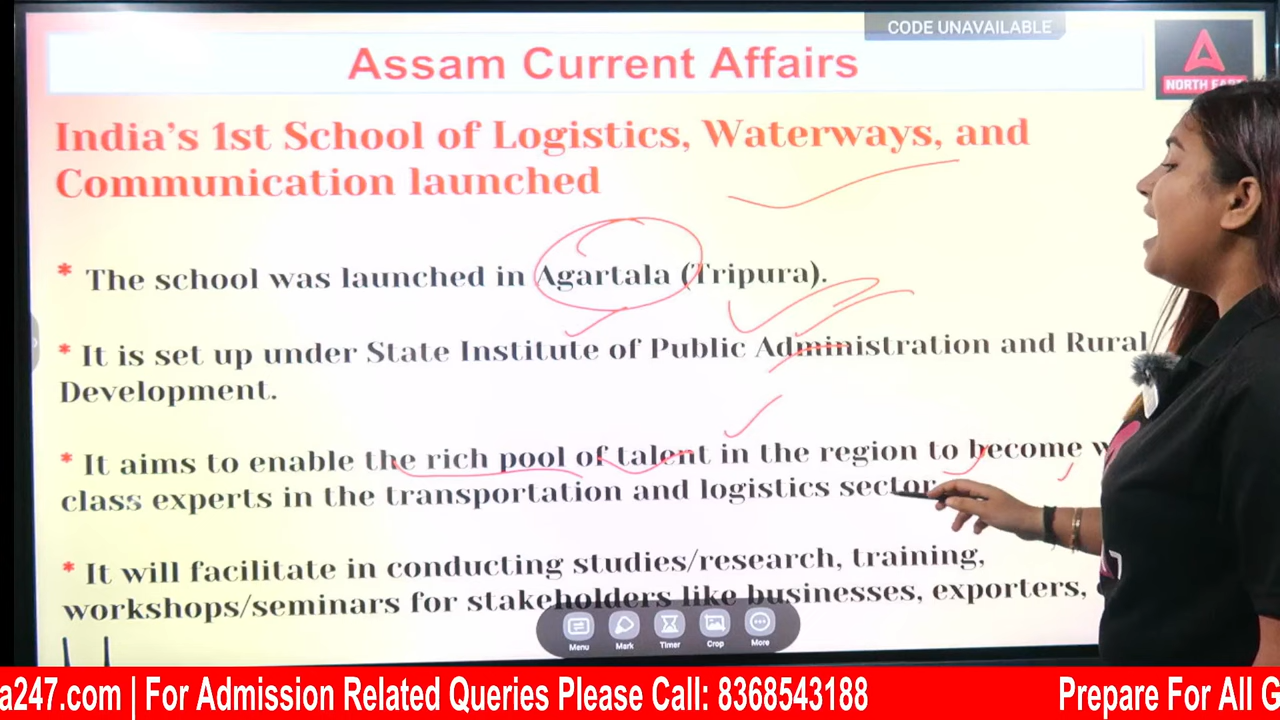 CODE UNAVAILABLE
Assam Current Affairs
NORTH EAST
India's 1st School of Logistics, Waterways, and
Communication launched
* The school was launched in Agartala (Tripura).
* It is set up under State Institute of Public Administration and Rural
Development.
* It aims to enable the rich pool of talent in the region to become
class experts in the transportation and logistics sector
* It will facilitate in conducting studies/research, training,
workshops/seminars for stakeholders like businesses, exporters,
Menu
Mark
Timer
Crop
More
a247.com | For Admission Related Queries Please Call: 8368543188
Prepare For All G